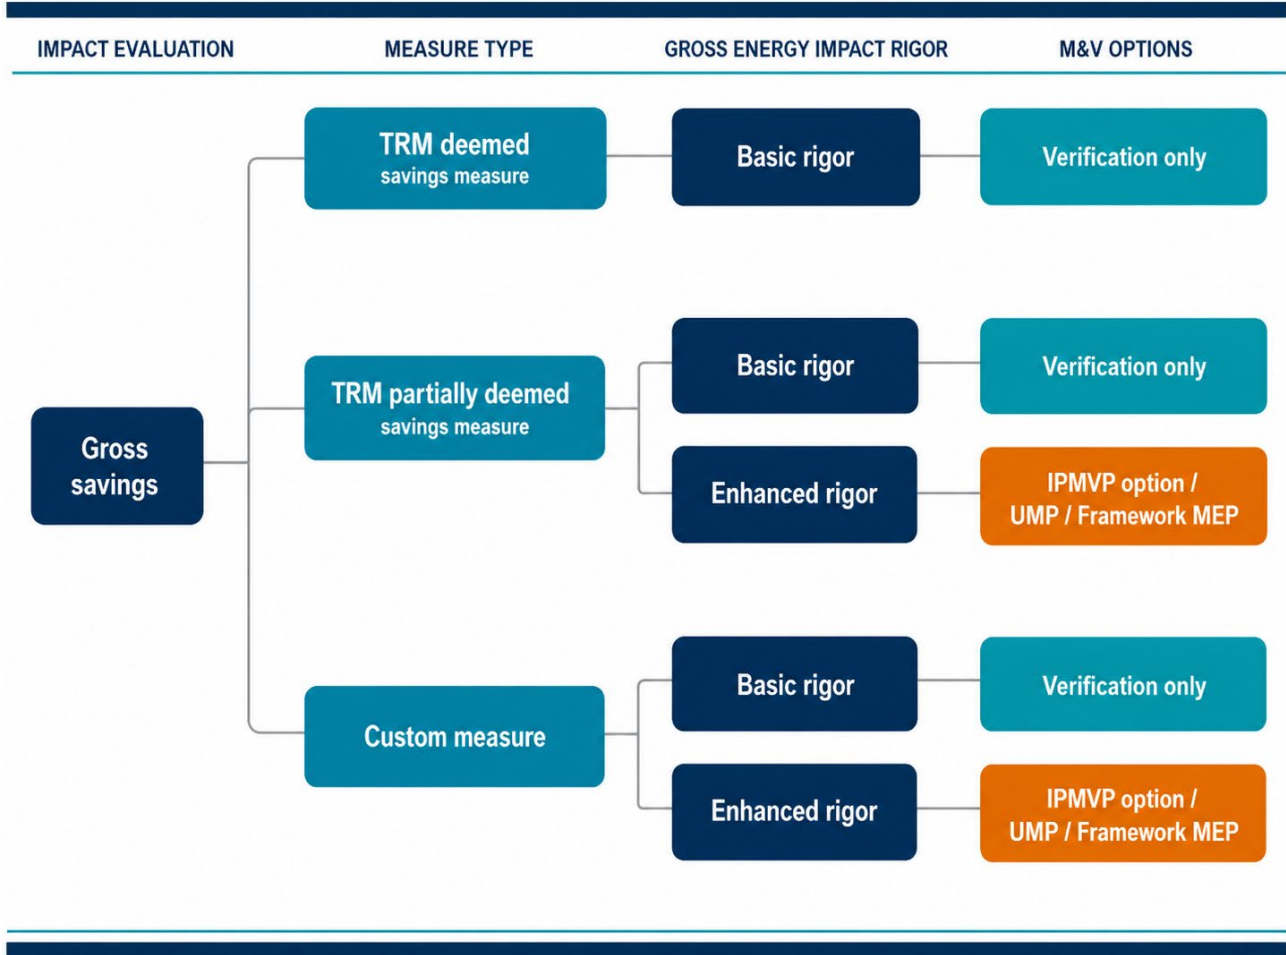 IMPACT EVALUATION
MEASURE TYPE
GROSS ENERGY IMPACT RIGOR
M&V OPTIONS
TRM deemed
savings measure
Basic rigor
Verification only
Gross
savings
TRM partially deemed
savings measure
Basic rigor
Verification only
Enhanced rigor
IPMVP option /
UMP / Framework MEP
Custom measure
Basic rigor
Verification only
Enhanced rigor
IPMVP option /
UMP / Framework MEP